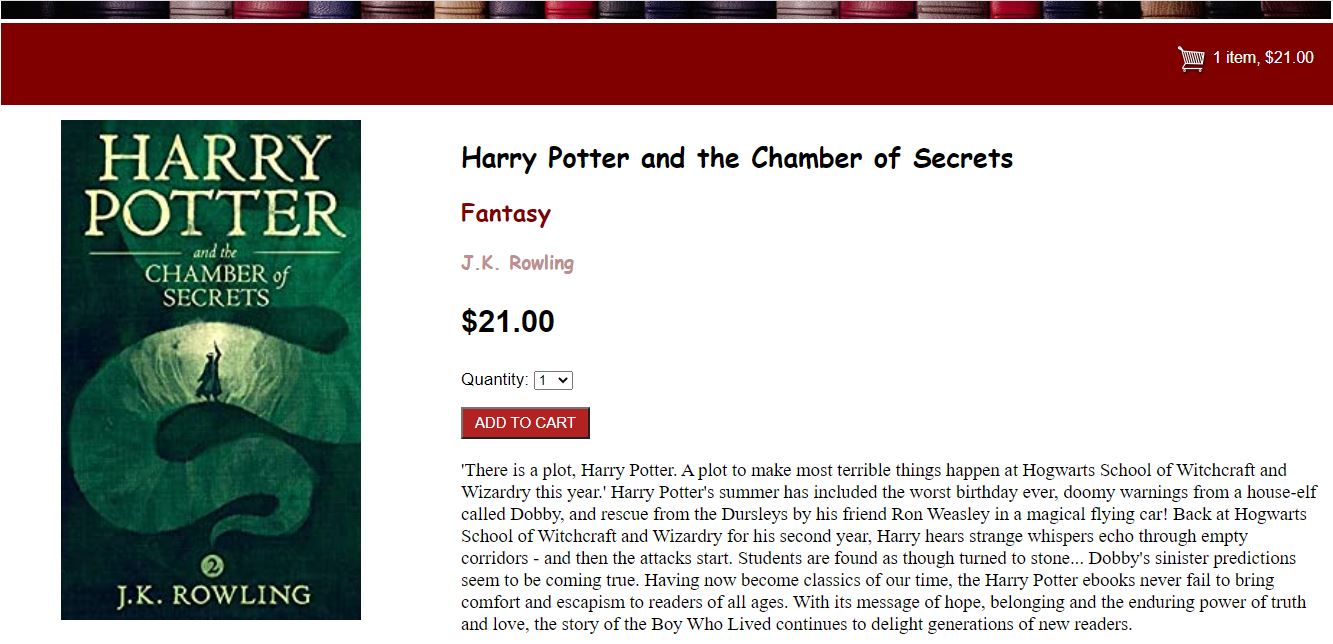 1 item, $21.00
HARRY
POTTER
and the
CHAMBER of
SECRETS
2
J.K. ROWLING
Harry Potter and the Chamber of Secrets
Fantasy
J.K. Rowling
$21.00
Quantity: 1
ADD TO CART
'There is a plot, Harry Potter. A plot to make most terrible things happen at Hogwarts School of Witchcraft and
Wizardry this year.' Harry Potter's summer has included the worst birthday ever, doomy warnings from a house-elf
called Dobby, and rescue from the Dursleys by his friend Ron Weasley in a magical flying car! Back at Hogwarts
School of Witchcraft and Wizardry for his second year, Harry hears strange whispers echo through empty
corridors - and then the attacks start. Students are found as though turned to stone... Dobby's sinister predictions
seem to be coming true. Having now become classics of our time, the Harry Potter ebooks never fail to bring
comfort and escapism to readers of all ages. With its message of hope, belonging and the enduring power of truth
and love, the story of the Boy Who Lived continues to delight generations of new readers.